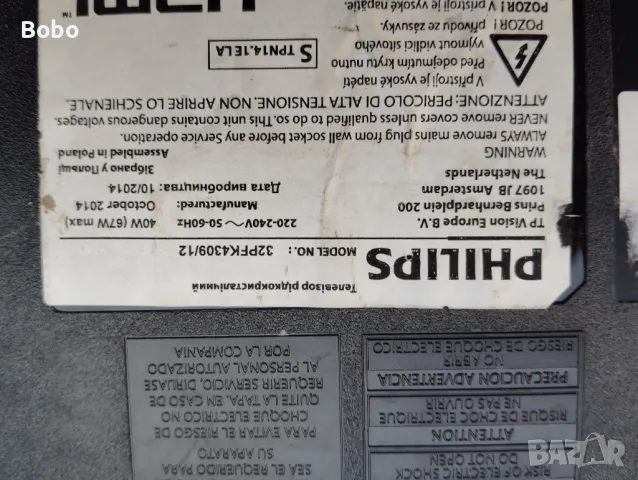 Bobo
SEA EL REQUERIDO PARA
SU APARATO
PARA EVITAR EL RIESGO DE
CHOQUE ELECTRICO NO
QUITE LA TAPA. EN CASO DE
REQUERIR SERVICIO, DIRIJASE
AL PERSONAL AUTORIZADO
POR LA COMPANIA
RISK OF ELECTRIC SHOCK
DO NOT OPEN
ATTENTION
RISQUE DE CHOC ELECTRIQUE
NE PAS OUVRIR
PRECAUCION ADVERTENCIA
RIESGO DE CHOQUE ELECTRICO
NO ABRIR
Телевізор рідкокристалічний
PHILIPS
MODEL NO.: 32PFK4309/12
TP Vision Europe B.V.
Prins Bernhardplein 200
1097 JB Amsterdam
The Netherlands
220-240V ~ 50-60Hz
40W (67W max)
Manufactured: October 2014
Дата виробництва: 10/2014
Зібрано у Польщі
Assembled in Poland
WARNING
ALWAYS remove mains plug from wall socket before any Service operation
NEVER remove covers unless qualified to do so. This unit contains dangerous voltages.
ATTENZIONE: PERICOLO DI ALTA TENSIONE. NON APRIRE LO SCHIENALE.
V přístroji je vysoké napětí
Před odejmutím krytu nutno
vyjmout vidlici síťového
přívodu ze zásuvky.
POZOR!
V přístroji je vysoké napätie
POZOR!
S TPN14.1E LA
HDMI
BAZAR